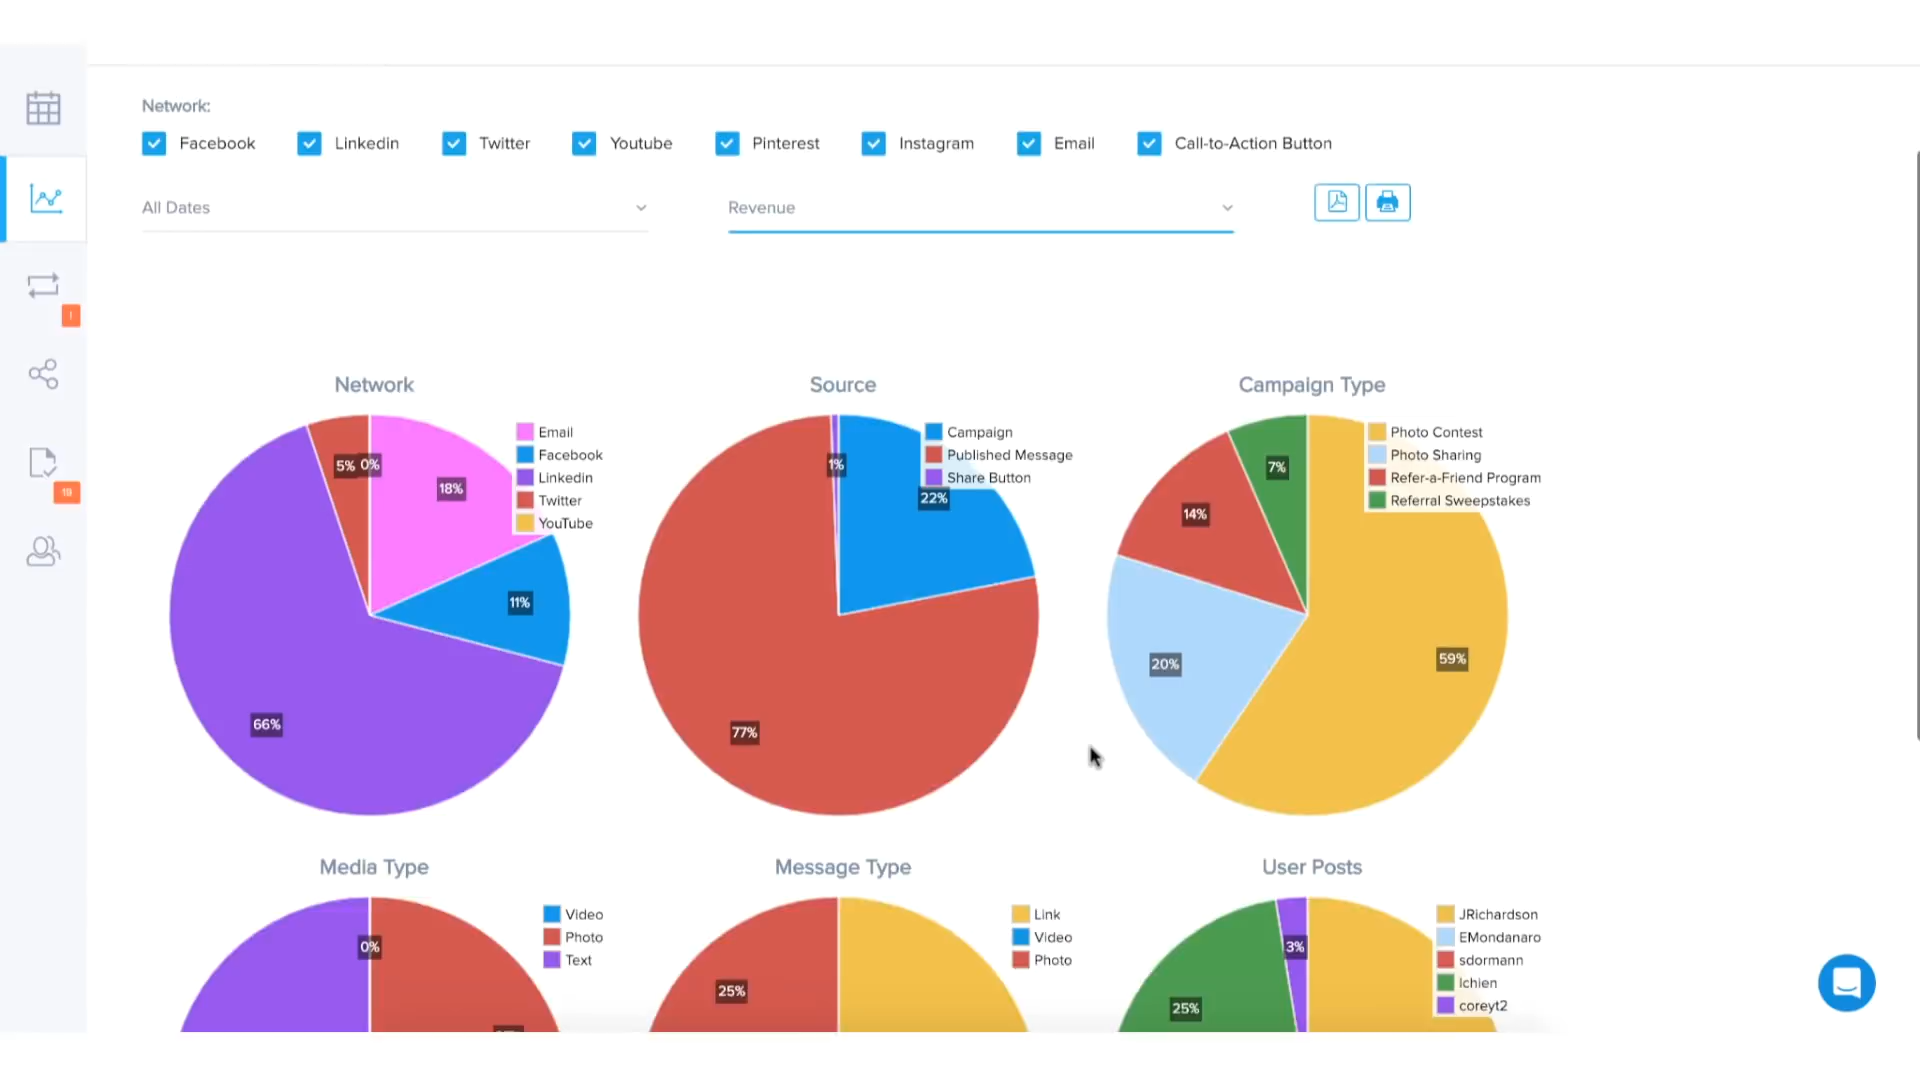 Network:
Facebook Linkedin Twitter Youtube Pinterest Instagram Email Call-to-Action Button
All Dates Revenue
!
19
Network
Email
Facebook
Linkedin
Twitter
YouTube
5% 0%
18%
11%
66%
Source
Campaign
Published Message
Share Button
1%
22%
77%
Campaign Type
Photo Contest
Photo Sharing
Refer-a-Friend Program
Referral Sweepstakes
7%
14%
20%
59%
Media Type
Video
Photo
Text
0%
Message Type
Link
Video
Photo
25%
User Posts
JRichardson
EMondanaro
sdormann
lchien
coreyt2
3%
25%